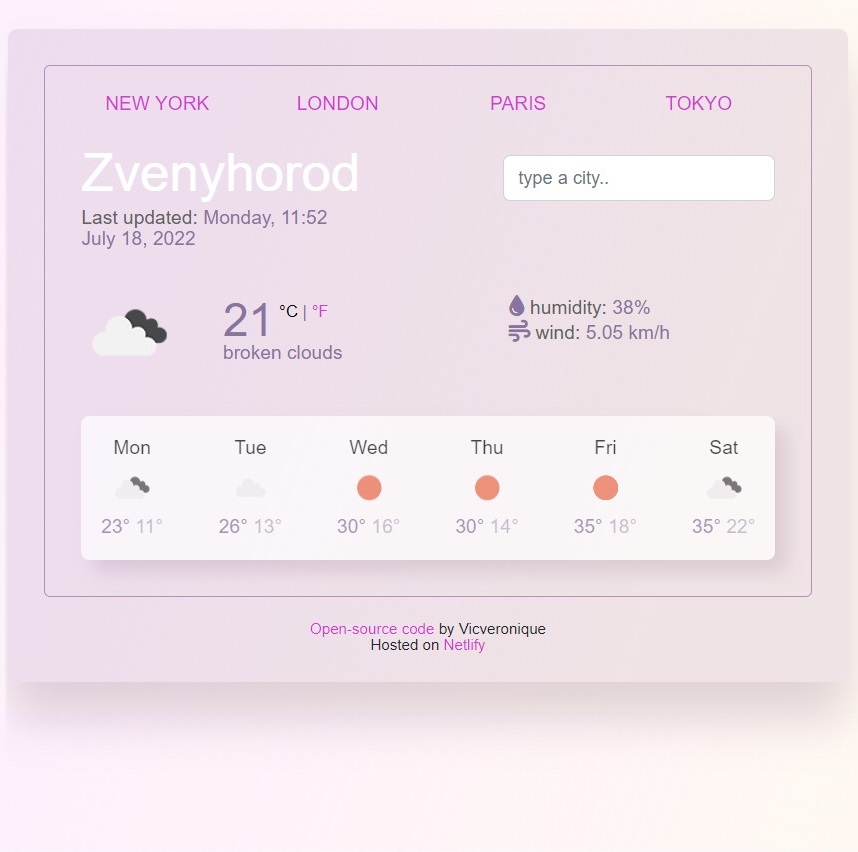 NEW YORK LONDON PARIS TOKYO
Zvenyhorod
type a city..
Last updated: Monday, 11:52
July 18, 2022
21 °C | °F
broken clouds
humidity: 38%
wind: 5.05 km/h
Mon Tue Wed Thu Fri Sat
23° 11° 26° 13° 30° 16° 30° 14° 35° 18° 35° 22°
Open-source code by Vicveronique
Hosted on Netlify